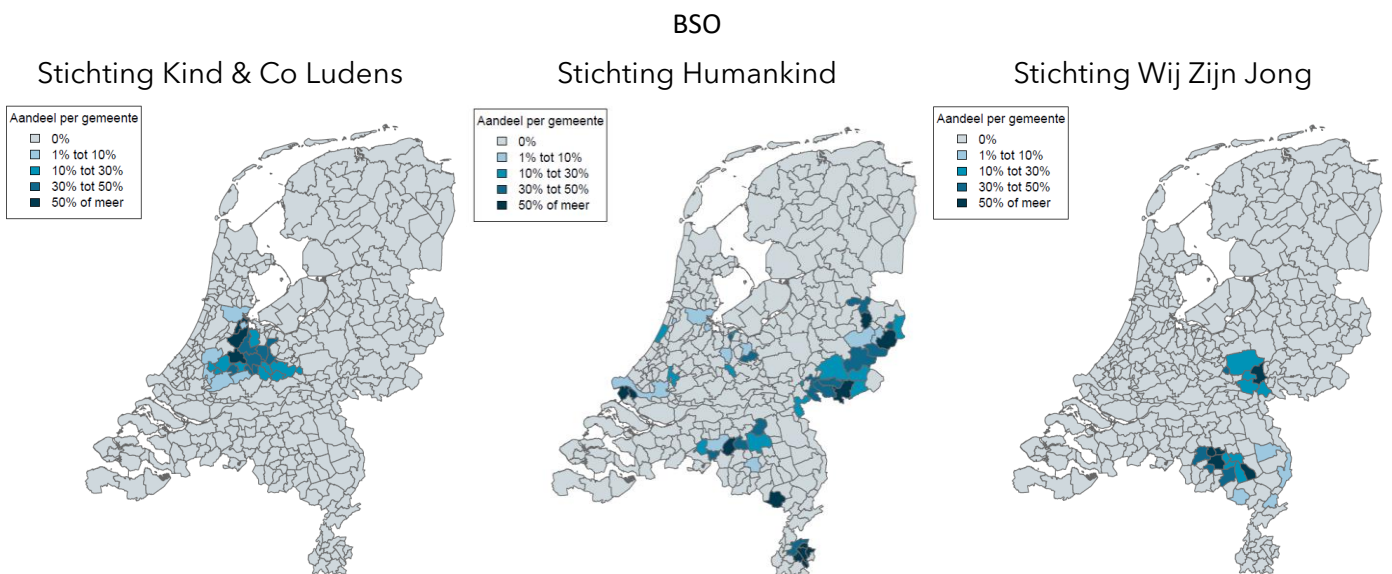 BSO
Stichting Kind & Co Ludens
Aandeel per gemeente
0%
1% tot 10%
10% tot 30%
30% tot 50%
50% of meer
Stichting Humankind
Aandeel per gemeente
0%
1% tot 10%
10% tot 30%
30% tot 50%
50% of meer
Stichting Wij Zijn Jong
Aandeel per gemeente
0%
1% tot 10%
10% tot 30%
30% tot 50%
50% of meer